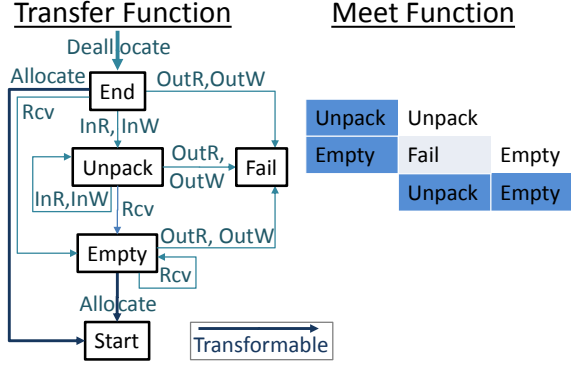 Transfer Function
Meet Function
Deallocate
Allocate
End
OutR,OutW
Rcv
InR, InW
Unpack
OutR,
OutW
Fail
InR,InW
Rcv
Empty
OutR, OutW
Rcv
Allocate
Start
Transformable
Unpack Unpack
Empty Fail Empty
Unpack Empty